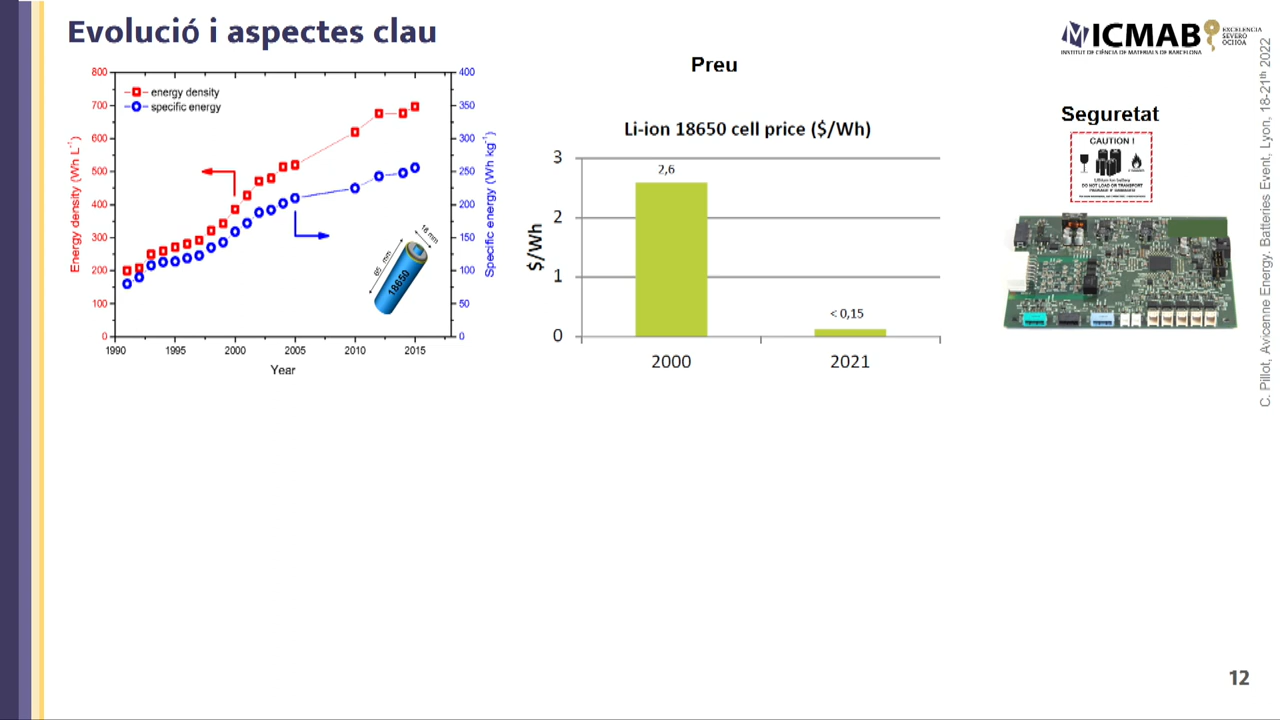 Evolució i aspectes clau
ICMAB
INSTITUT DE CIÈNCIA DE MATERIALS DE BARCELONA
EXCELENCIA
SEVERO
OCHOA
energy density
specific energy
Energy density (Wh L⁻¹)
800
700
600
500
400
300
200
100
0
400
350
300
250
200
150
100
50
0
Specific energy (Wh kg⁻¹)
1990 1995 2000 2005 2010 2015
Year
18 mm
65 mm
18650
Preu
Li-ion 18650 cell price ($/Wh)
$/Wh
3
2
1
0
2,6
< 0,15
2000 2021
Seguretat
CAUTION !
DO NOT LOAD OR TRANSPORT
C. Pillot, Avicenne Energy. Batteries Event, Lyon, 18-21th 2022
12